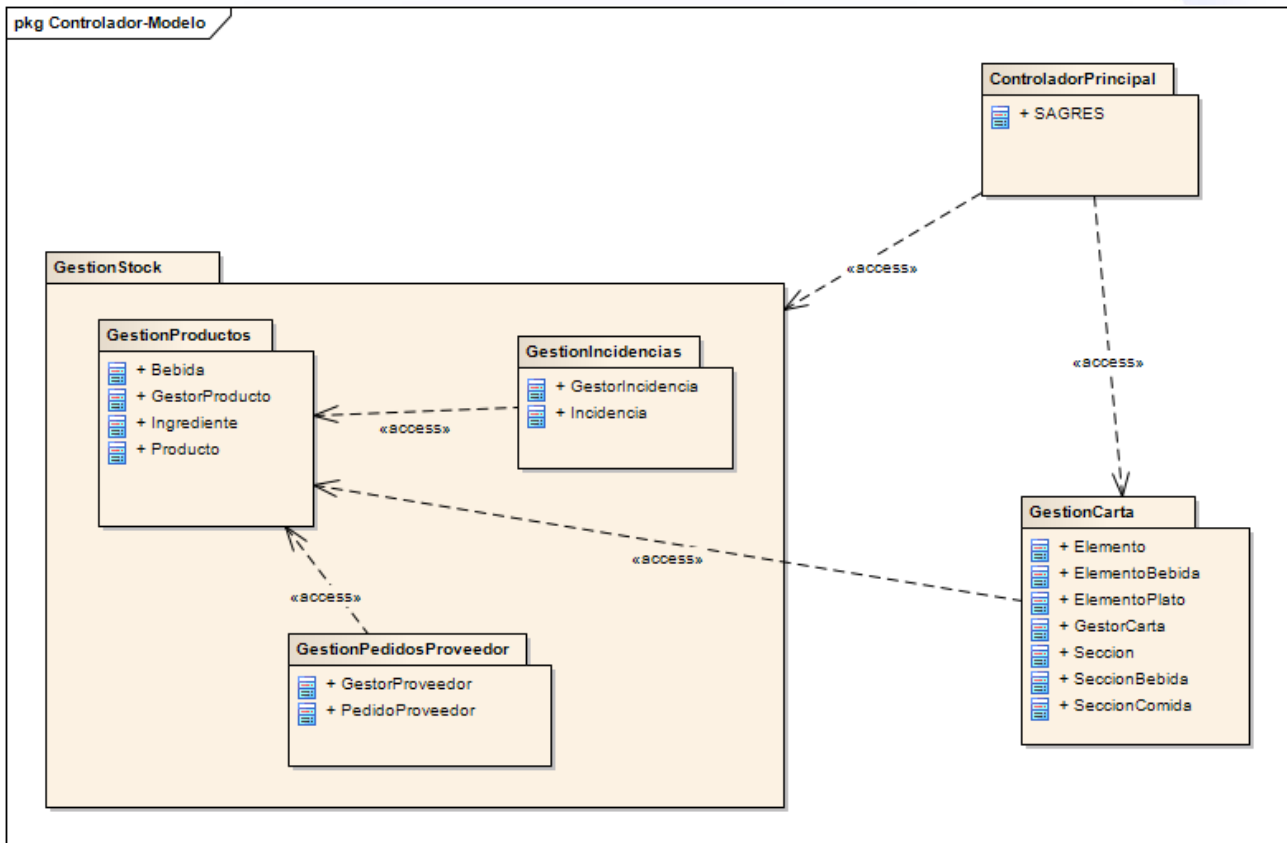 pkg Controlador-Modelo
ControladorPrincipal
+ SAGRES
«access»
«access»
GestionStock
GestionProductos
+ Bebida
+ GestorProducto
+ Ingrediente
+ Producto
GestionIncidencias
+ GestorIncidencia
+ Incidencia
«access»
«access»
«access»
GestionPedidosProveedor
+ GestorProveedor
+ PedidoProveedor
GestionCarta
+ Elemento
+ ElementoBebida
+ ElementoPlato
+ GestorCarta
+ Seccion
+ SeccionBebida
+ SeccionComida